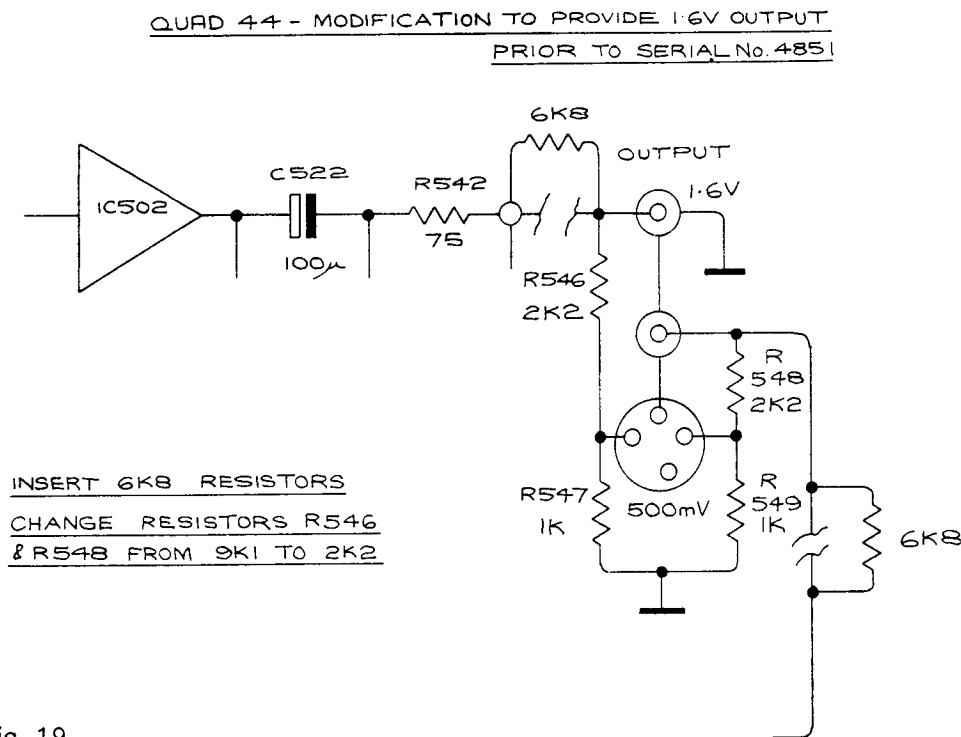 QUAD 44 - MODIFICATION TO PROVIDE 1·6V OUTPUT
PRIOR TO SERIAL No. 4851
6K8
OUTPUT
C522
R542
1·6V
IC502
75
100µ
R546
2K2
R
548
2K2
INSERT 6K8 RESISTORS
R547
500mV
R
549
1K
1K
CHANGE RESISTORS R546
& R548 FROM 9K1 TO 2K2
6K8
19